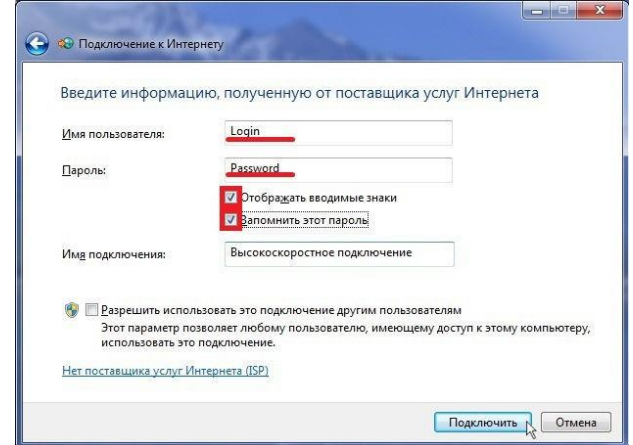 Подключение к Интернету
Введите информацию, полученную от поставщика услуг Интернета
Имя пользователя:
Login
Пароль:
Password
Отображать вводимые знаки
Запомнить этот пароль
Имя подключения:
Высокоскоростное подключение
Разрешить использовать это подключение другим пользователям
Этот параметр позволяет любому пользователю, имеющему доступ к этому компьютеру,
использовать это подключение.
Нет поставщика услуг Интернета (ISP)
Подключить
Отмена